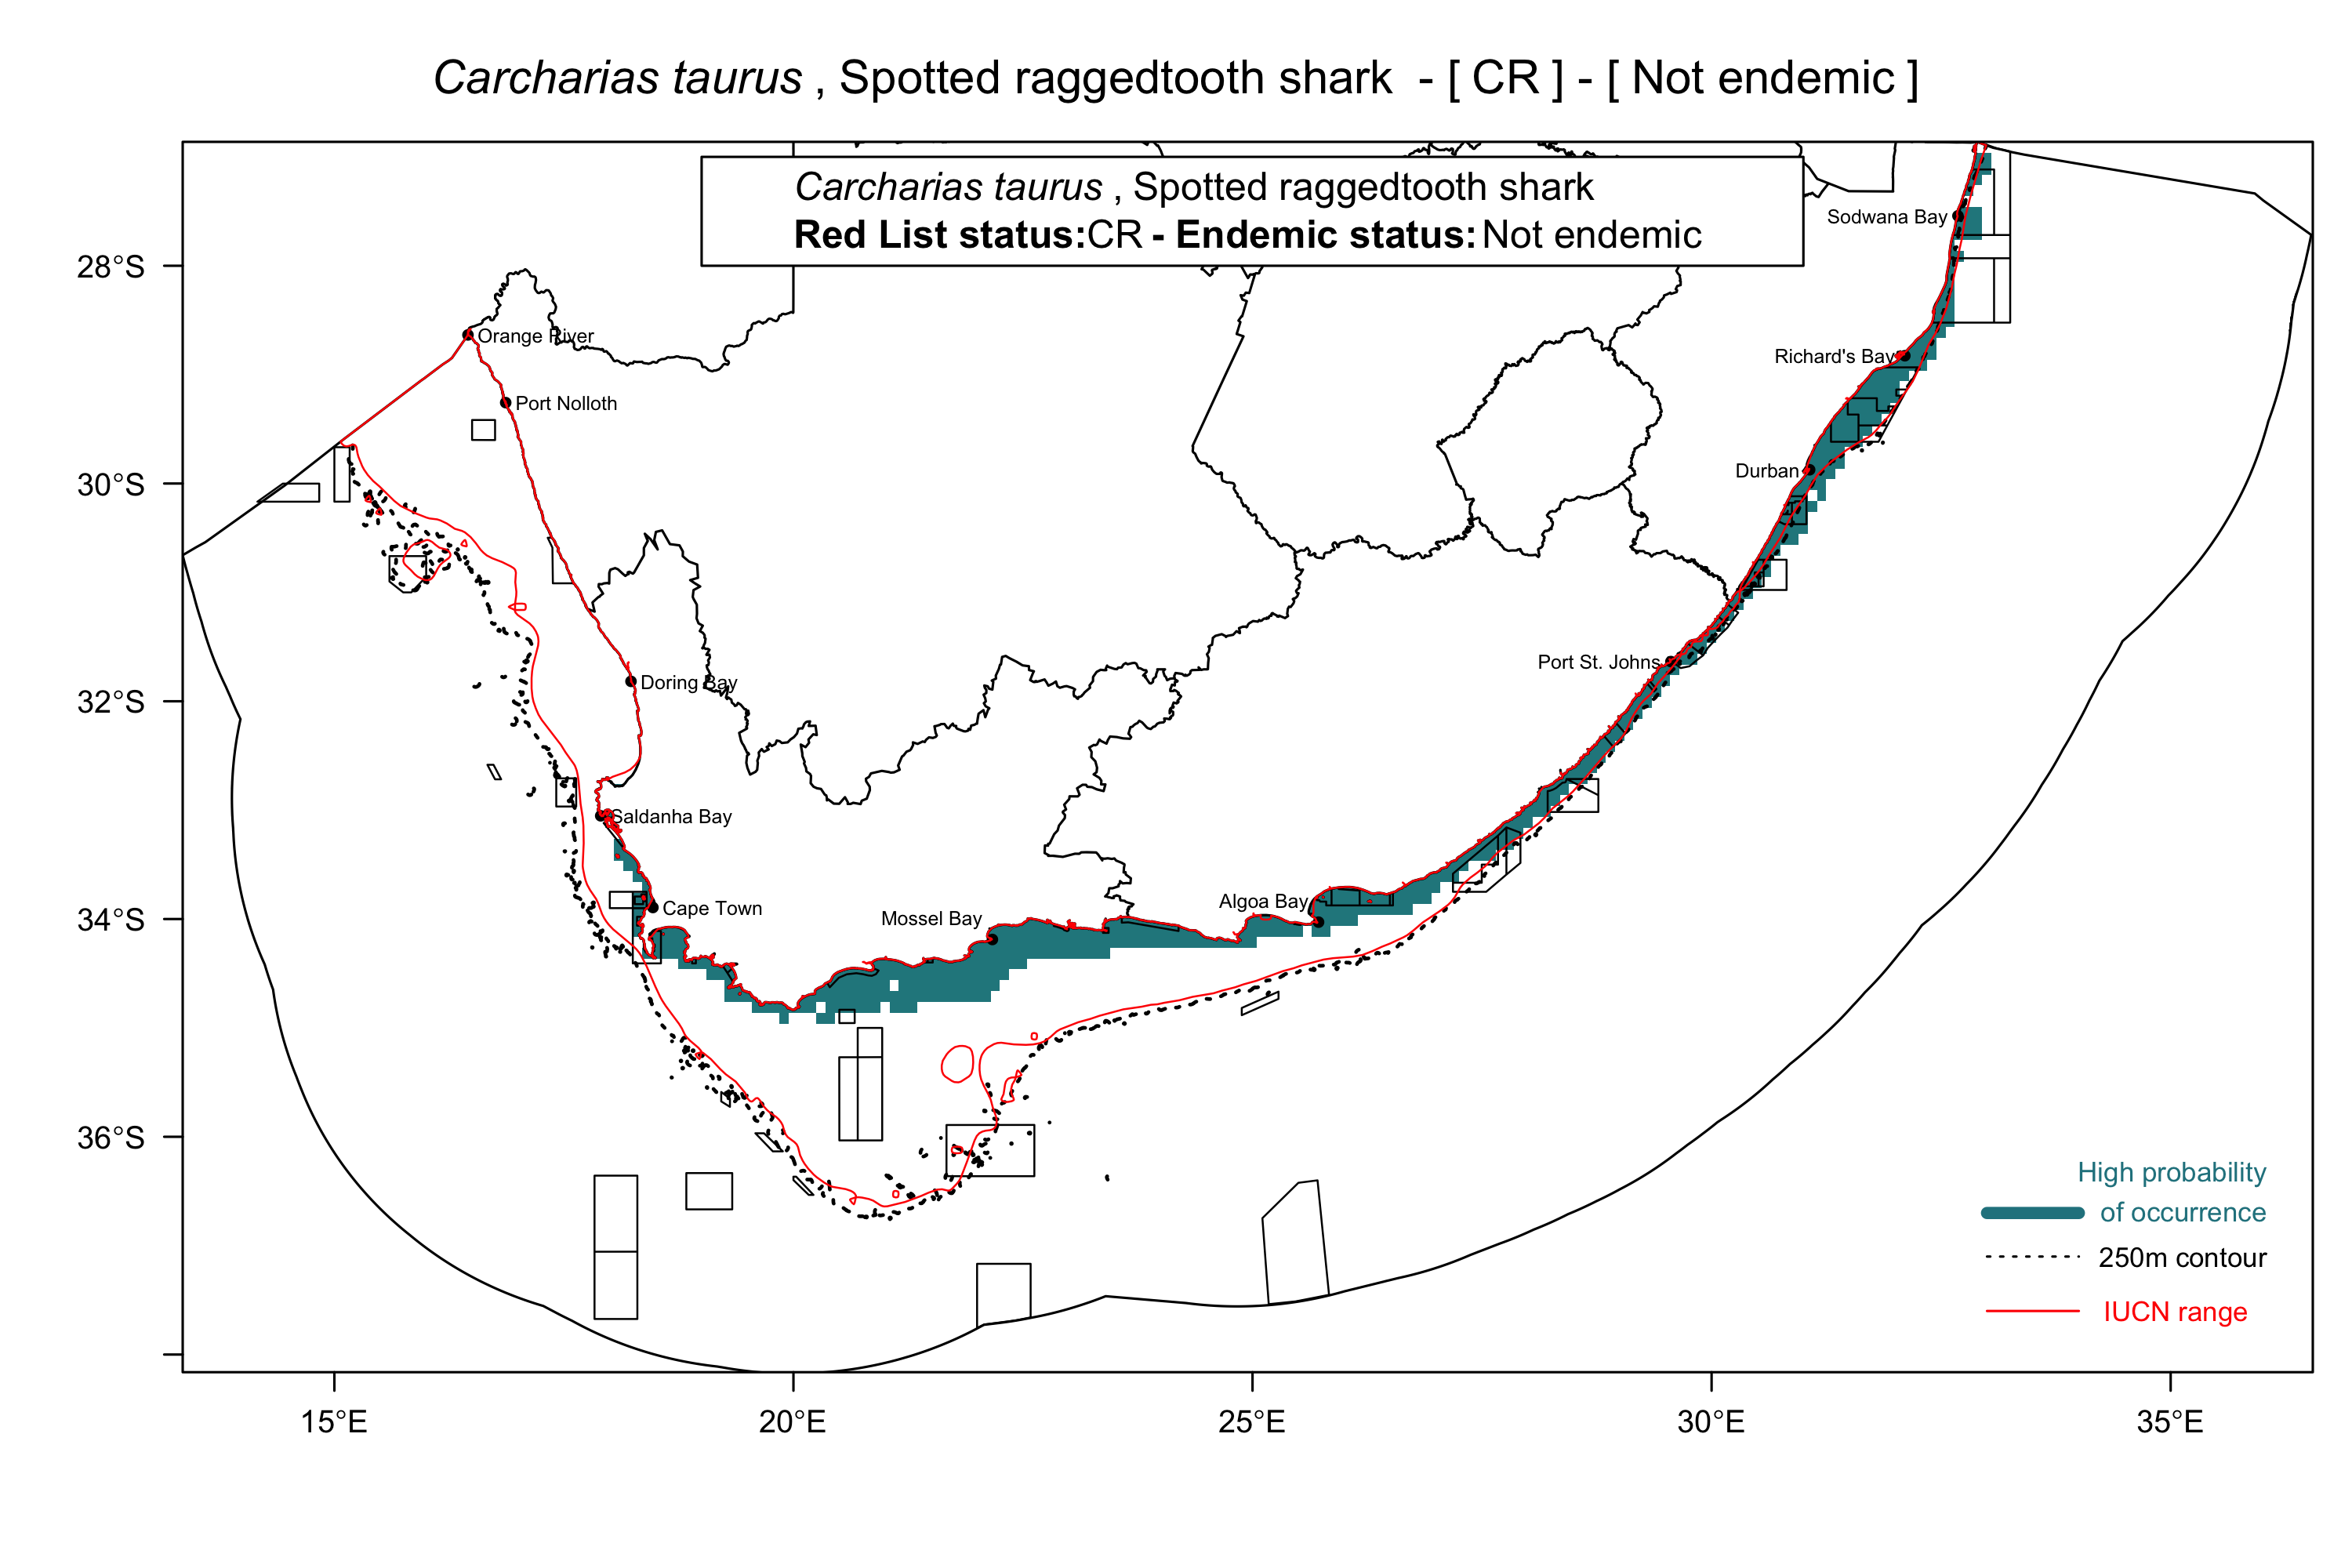 Carcharias taurus , Spotted raggedtooth shark - [ CR ] - [ Not endemic ]
Carcharias taurus , Spotted raggedtooth shark
Red List status:CR - Endemic status: Not endemic
Sodwana Bay
28°S
Orange River
Richard's Bay
Port Nolloth
Durban
30°S
Port St. Johns
Doring Bay
32°S
Saldanha Bay
Algoa Bay
Cape Town
Mossel Bay
34°S
36°S
High probability
of occurrence
250m contour
IUCN range
15°E
20°E
25°E
30°E
35°E